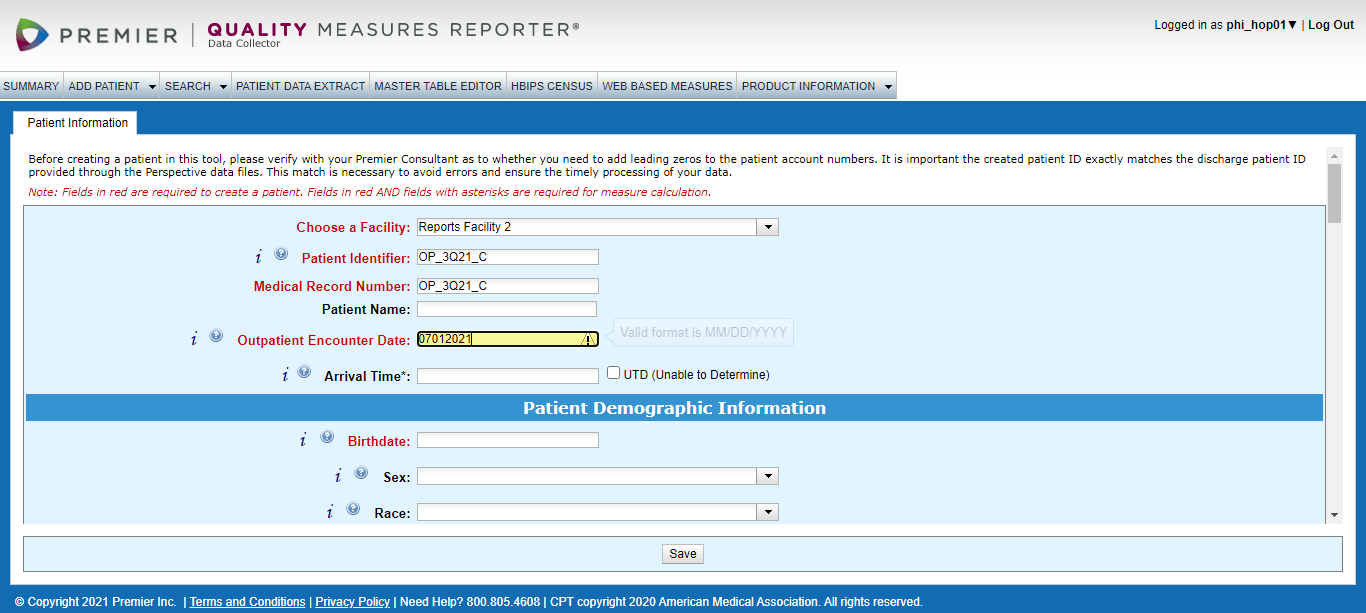 PREMIER QUALITY MEASURES REPORTER®
Data Collector
Logged in as phi_hop01▼ | Log Out
SUMMARY ADD PATIENT SEARCH PATIENT DATA EXTRACT MASTER TABLE EDITOR HBIPS CENSUS WEB BASED MEASURES PRODUCT INFORMATION
Patient Information
Before creating a patient in this tool, please verify with your Premier Consultant as to whether you need to add leading zeros to the patient account numbers. It is important the created patient ID exactly matches the discharge patient ID
provided through the Perspective data files. This match is necessary to avoid errors and ensure the timely processing of your data.
Note: Fields in red are required to create a patient. Fields in red AND fields with asterisks are required for measure calculation.
Choose a Facility: Reports Facility 2
i ? Patient Identifier: OP_3Q21_C
Medical Record Number: OP_3Q21_C
Patient Name:
i ? Outpatient Encounter Date: 07012021 Valid format is MM/DD/YYYY
i ? Arrival Time*: UTD (Unable to Determine)
Patient Demographic Information
i ? Birthdate:
i ? Sex:
i ? Race:
Save
© Copyright 2021 Premier Inc. | Terms and Conditions | Privacy Policy | Need Help? 800.805.4608 | CPT copyright 2020 American Medical Association. All rights reserved.